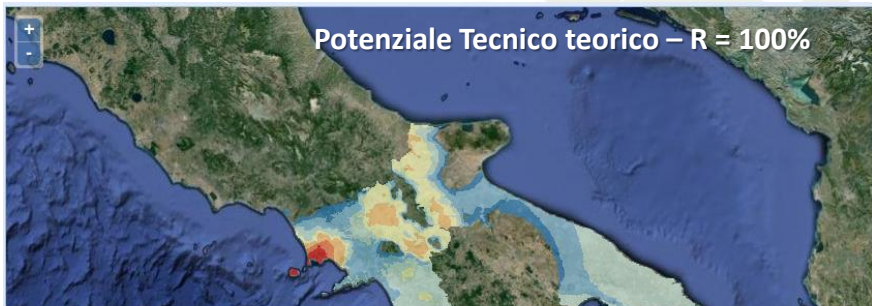 Potenziale Tecnico teorico – R = 100%
+
-